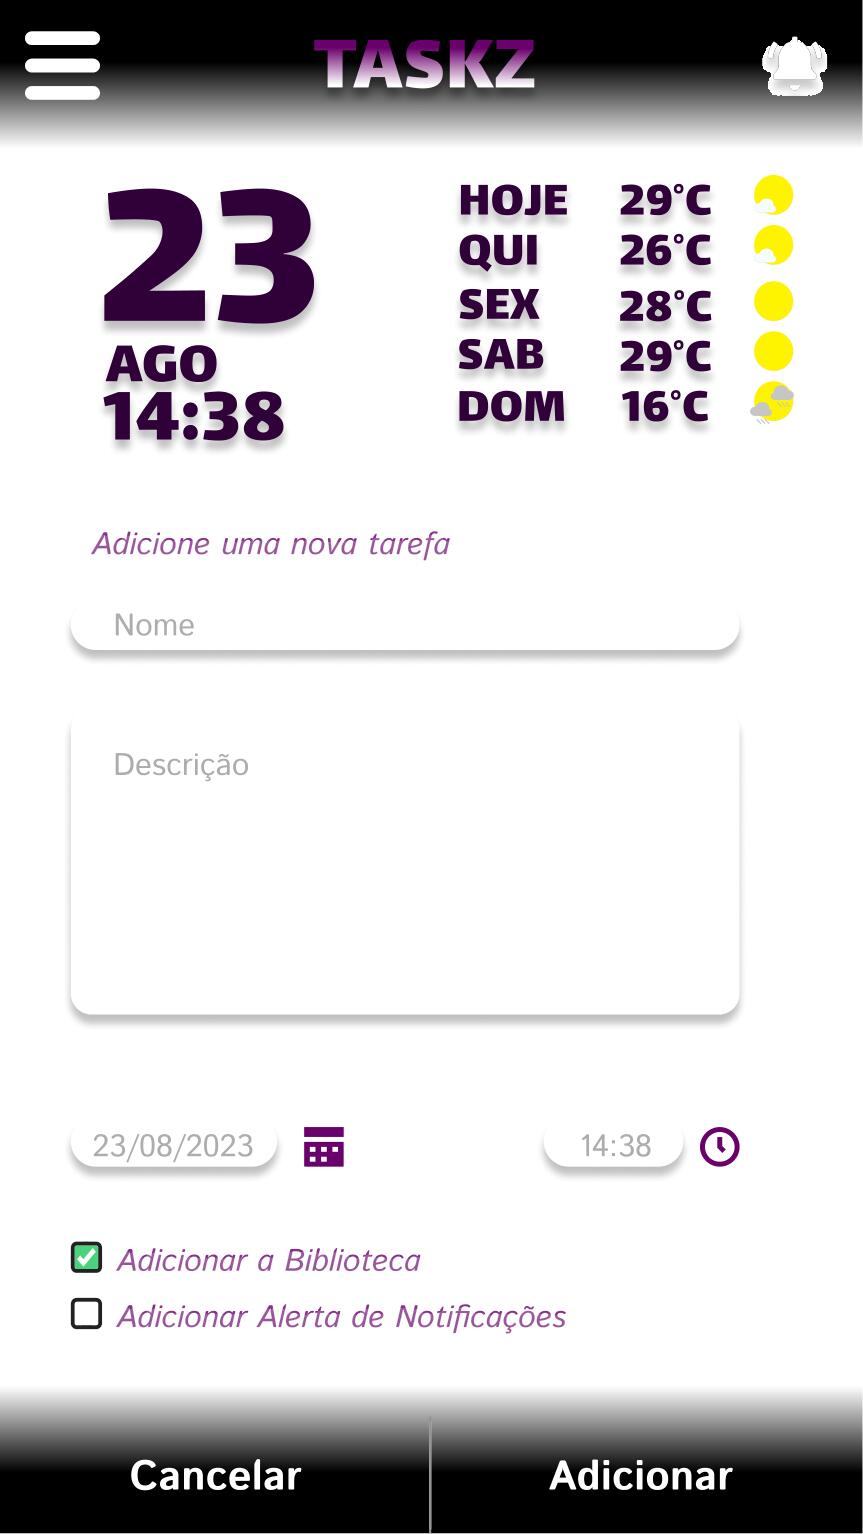 TASKZ
23
AGO
14:38
HOJE 29°C
QUI 26°C
SEX 28°C
SAB 29°C
DOM 16°C
Adicione uma nova tarefa
Nome
Descrição
23/08/2023 14:38
Adicionar a Biblioteca
Adicionar Alerta de Notificações
Cancelar Adicionar